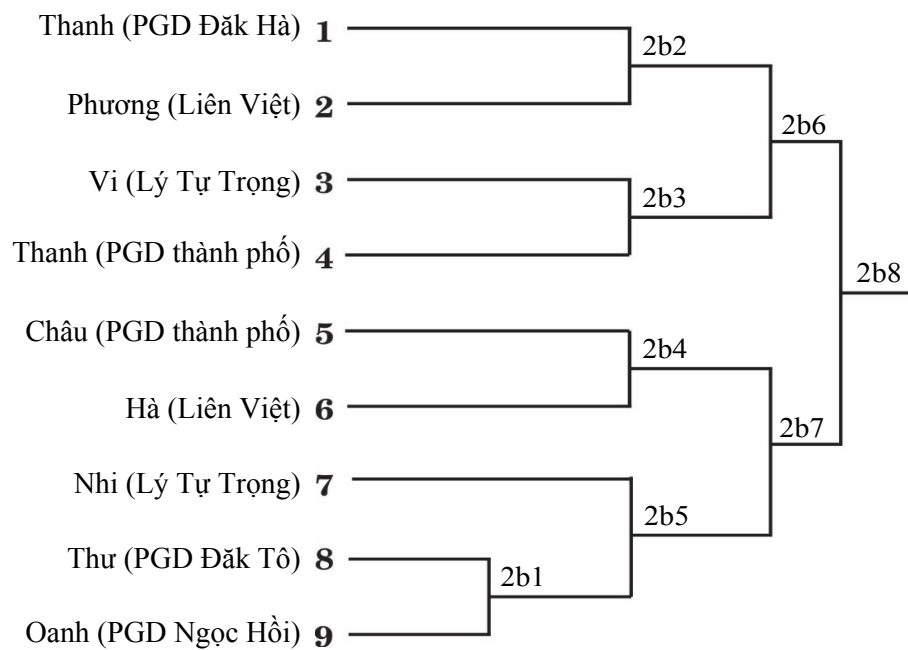 Thanh (PGD Đăk Hà) 1
2b2
Phương (Liên Việt) 2
2b6
Vi (Lý Tự Trọng) 3
2b3
Thanh (PGD thành phố) 4
2b8
Châu (PGD thành phố) 5
2b4
Hà (Liên Việt) 6
2b7
Nhi (Lý Tự Trọng) 7
2b5
Thư (PGD Đăk Tô) 8
2b1
Oanh (PGD Ngọc Hồi) 9